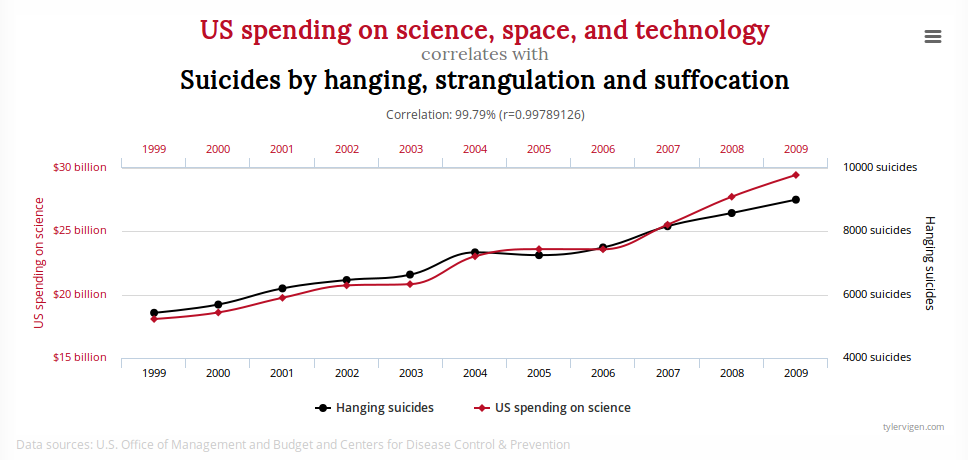 US spending on science, space, and technology
correlates with
Suicides by hanging, strangulation and suffocation
Correlation: 99.79% (r=0.99789126)
1999 2000 2001 2002 2003 2004 2005 2006 2007 2008 2009
$30 billion 10000 suicides
$25 billion 8000 suicides
$20 billion 6000 suicides
$15 billion 4000 suicides
US spending on science
Hanging suicides
1999 2000 2001 2002 2003 2004 2005 2006 2007 2008 2009
Hanging suicides US spending on science
tylervigen.com
Data sources: U.S. Office of Management and Budget and Centers for Disease Control & Prevention